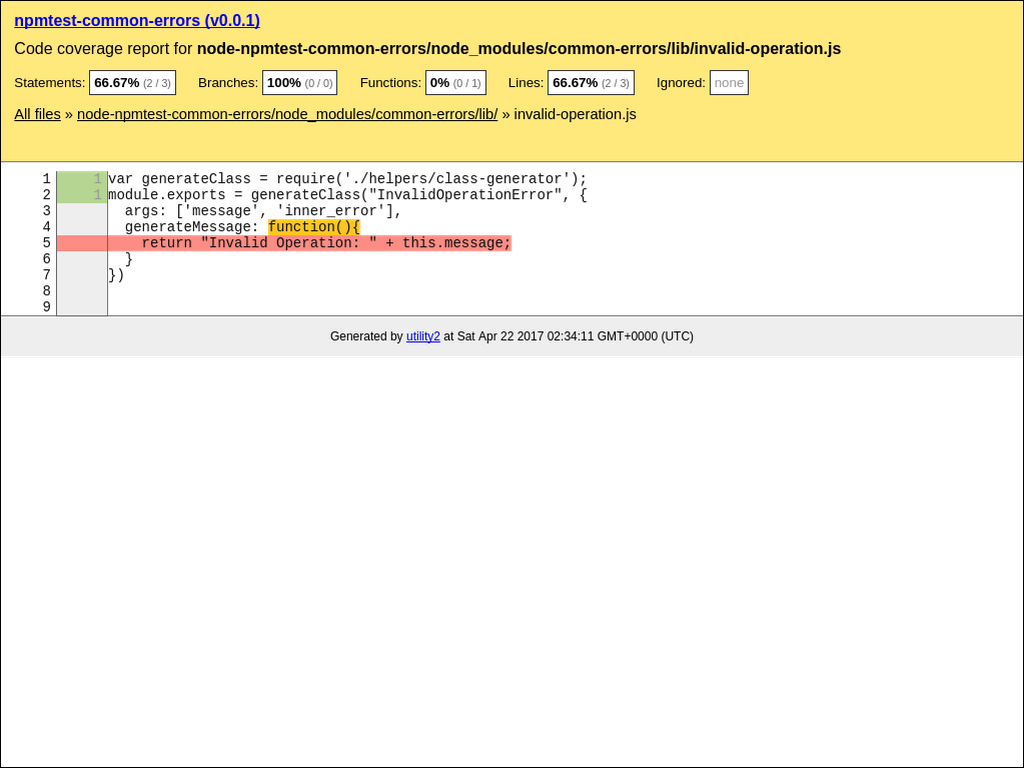 npmtest-common-errors (v0.0.1)
Code coverage report for node-npmtest-common-errors/node_modules/common-errors/lib/invalid-operation.js
Statements: 66.67% (2 / 3) Branches: 100% (0 / 0) Functions: 0% (0 / 1) Lines: 66.67% (2 / 3) Ignored: none
All files » node-npmtest-common-errors/node_modules/common-errors/lib/ » invalid-operation.js
1 1 var generateClass = require('./helpers/class-generator');
2 1 module.exports = generateClass("InvalidOperationError", {
3   args: ['message', 'inner_error'],
4   generateMessage: function(){
5     return "Invalid Operation: " + this.message;
6   }
7 })
8
9
Generated by utility2 at Sat Apr 22 2017 02:34:11 GMT+0000 (UTC)